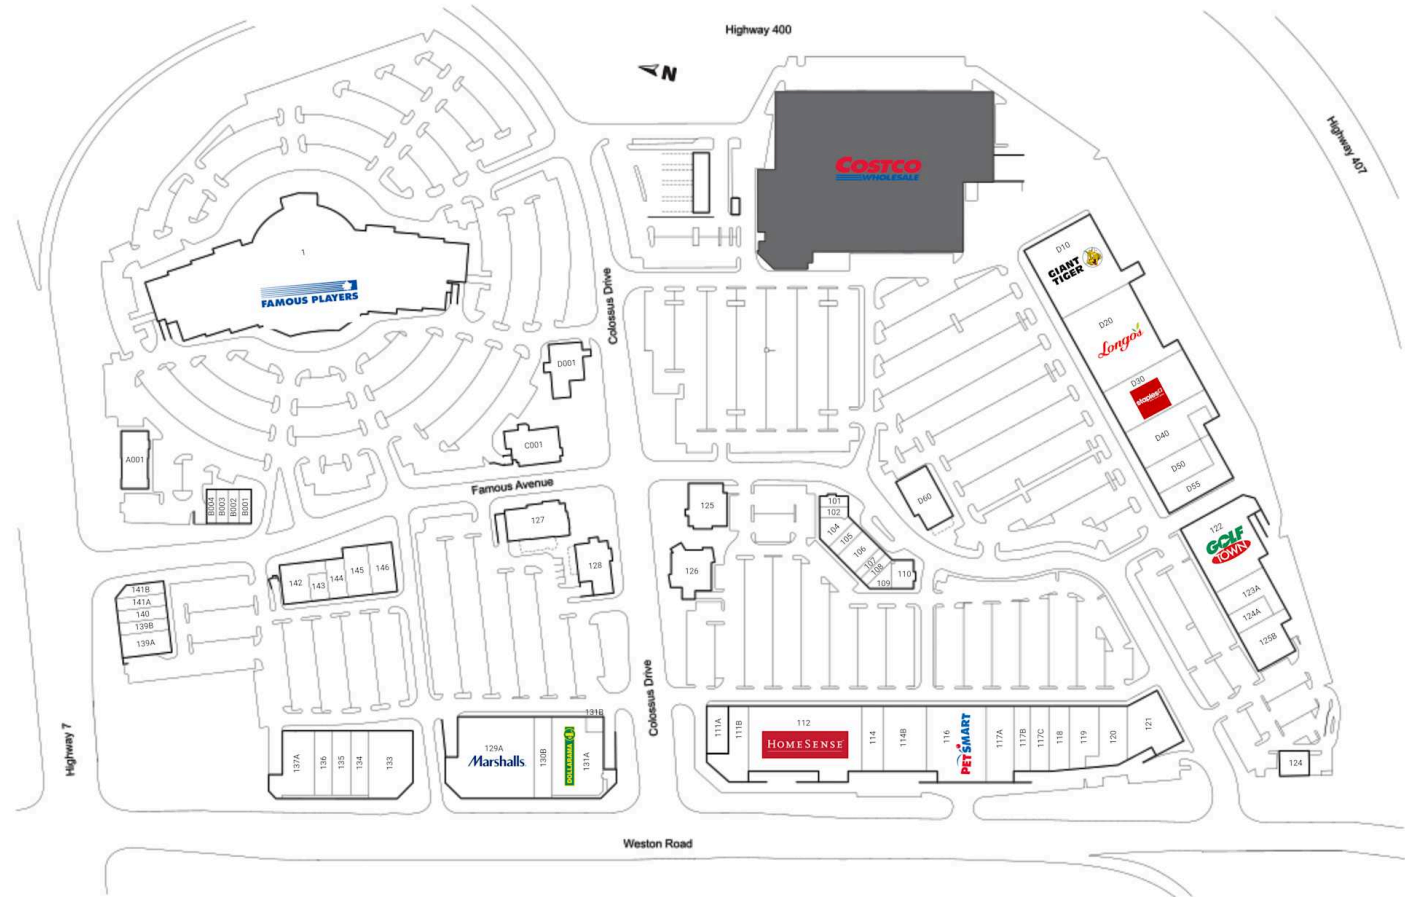 Highway 400
N
Highway 407
COSTCO
WHOLESALE
1
FAMOUS PLAYERS
Colossus Drive
D10
GIANT
TIGER
D20
Longo's
D30
staples
D40
D50
D55
D60
D001
C001
A001
B004
B003
B002
B001
Famous Avenue
127
128
125
126
101
102
104
105
106
107
108
109
110
122
GOLF
TOWN
123A
124A
125B
142
143
144
145
146
141B
141A
140
139B
139A
Colossus Drive
Highway 7
137A
136
135
134
133
129A
Marshalls
130B
DOLLARAMA
131B
131A
111A
111B
112
HOMESENSE
114
114B
116
PETSMART
117A
117B
117C
118
119
120
121
124
Weston Road